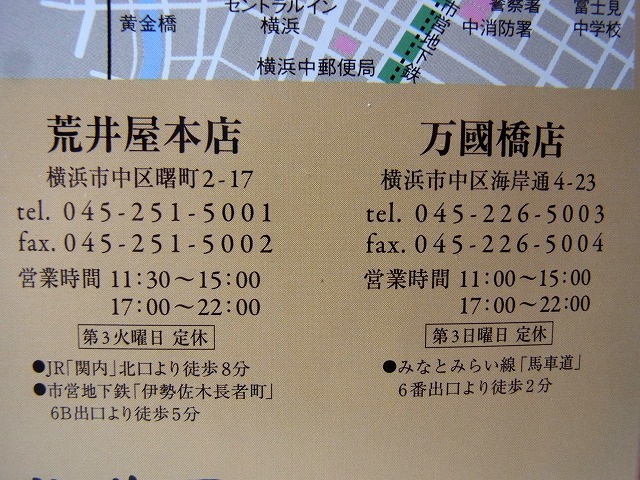 セントラルイン
横浜
黄金橋
横浜中郵便局
市営地下鉄
警察署
中消防署
富士見
中学校
荒井屋本店
横浜市中区曙町2-17
tel. 045-251-5001
fax. 045-251-5002
営業時間 11:30～15:00
17:00～22:00
第3火曜日 定休
●JR「関内」北口より徒歩8分
●市営地下鉄「伊勢佐木長者町」
6B出口より徒歩5分
万國橋店
横浜市中区海岸通4-23
tel. 045-226-5003
fax. 045-226-5004
営業時間 11:00～15:00
17:00～22:00
第3日曜日 定休
●みなとみらい線「馬車道」
6番出口より徒歩2分